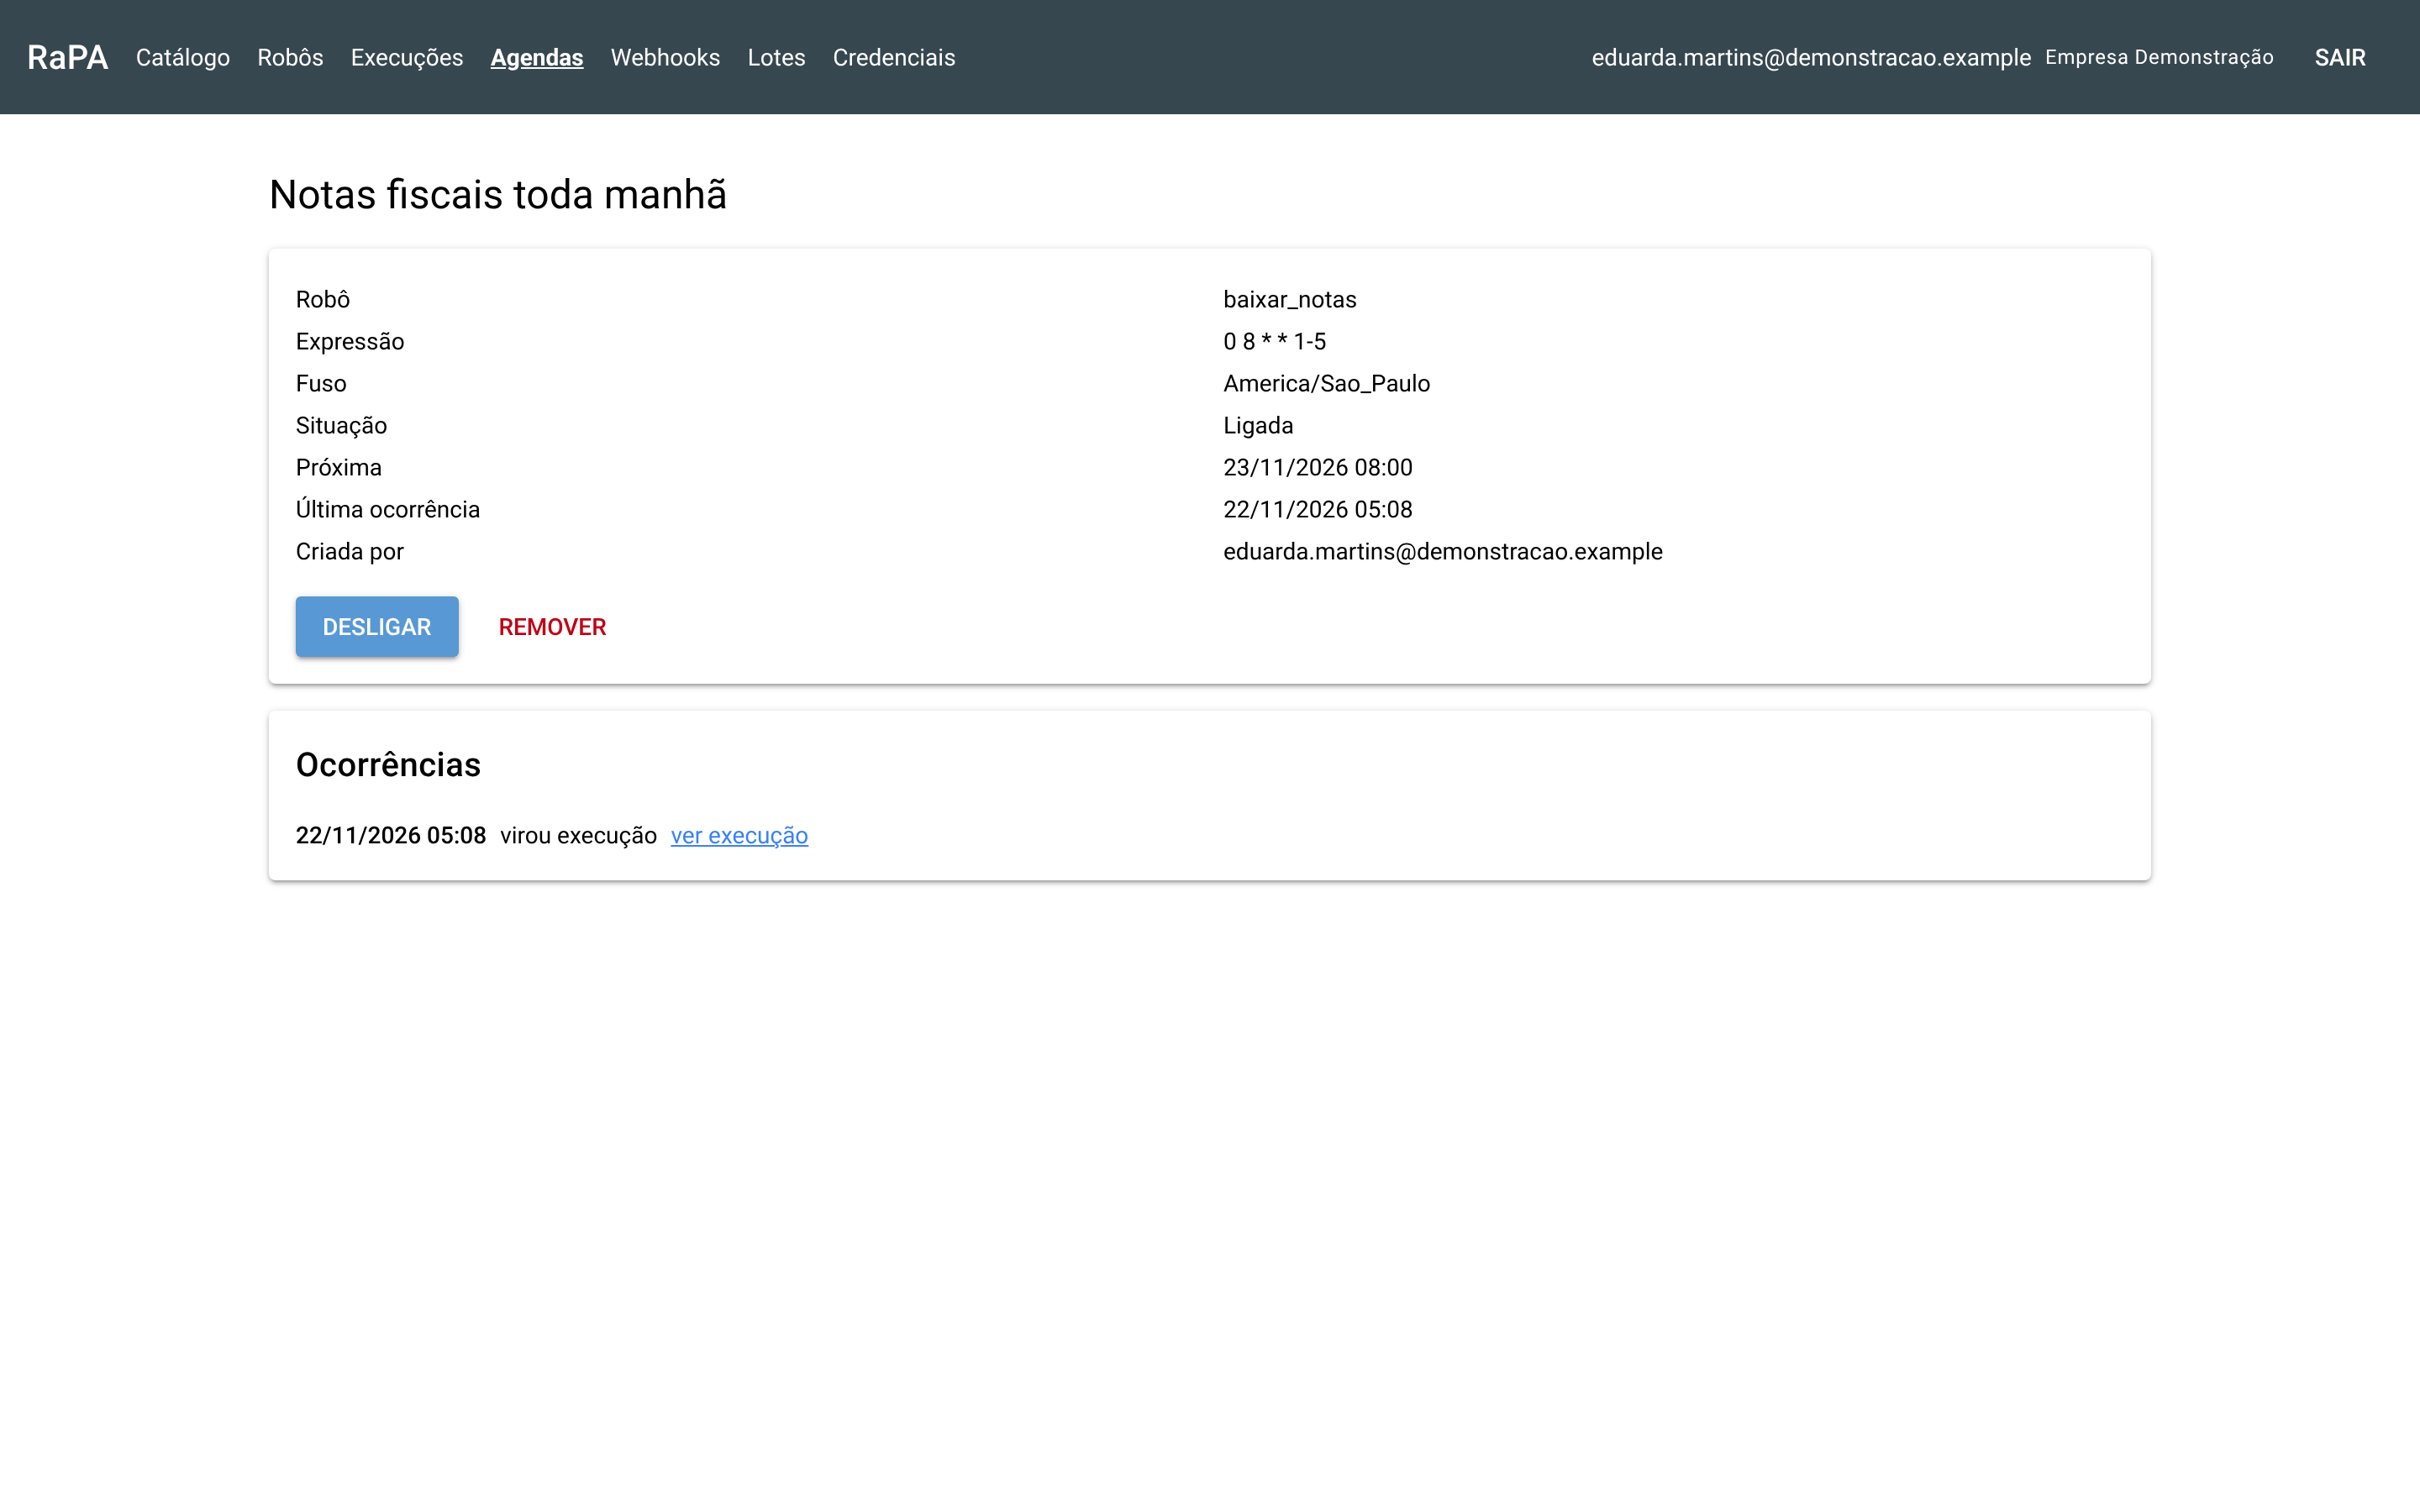 RaPA Catálogo Robôs Execuções Agendas Webhooks Lotes Credenciais eduarda.martins@demonstracao.example Empresa Demonstração SAIR
Notas fiscais toda manhã
Robô baixar_notas
Expressão 0 8 * * 1-5
Fuso America/Sao_Paulo
Situação Ligada
Próxima 23/11/2026 08:00
Última ocorrência 22/11/2026 05:08
Criada por eduarda.martins@demonstracao.example
DESLIGAR REMOVER
Ocorrências
22/11/2026 05:08 virou execução ver execução